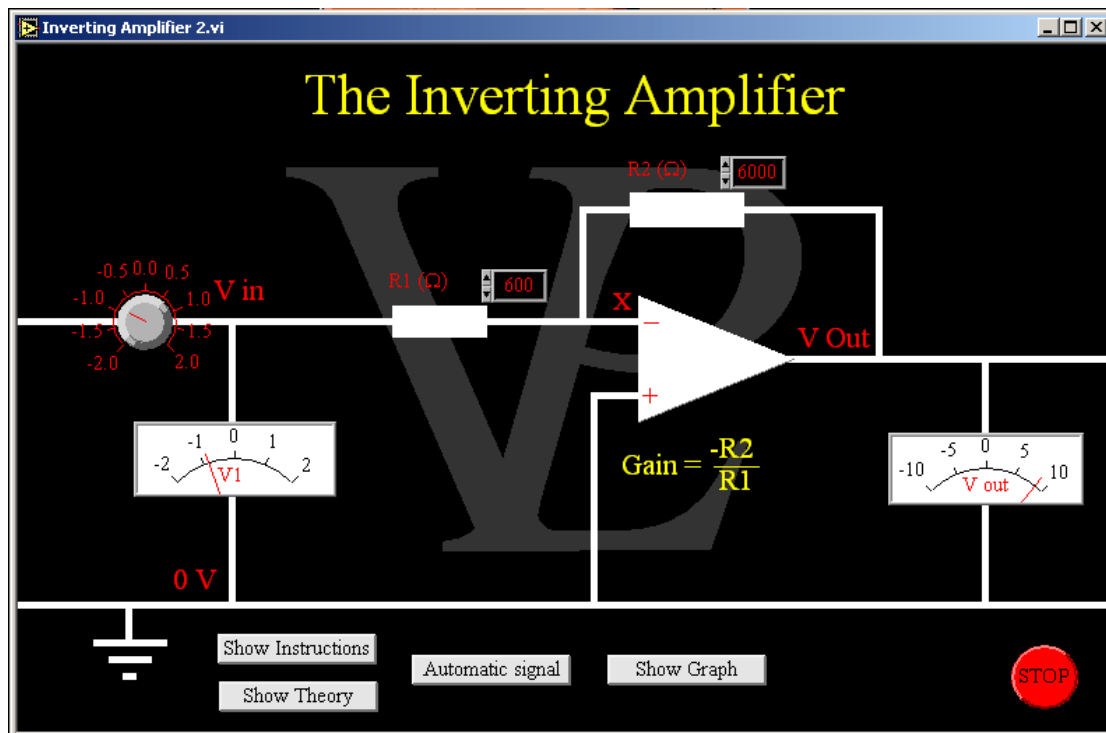 Inverting Amplifier 2.vi
The Inverting Amplifier
R2 (Ω) 6000
-0.5 0.0 0.5
-1.0 1.0
-1.5 1.5
-2.0 2.0
V in
R1 (Ω) 600
X
−
+
V Out
-2 -1 0 1 2
V1
Gain = -R2
R1
-10 -5 0 5 10
V out
0 V
Show Instructions
Show Theory
Automatic signal
Show Graph
STOP
VPL